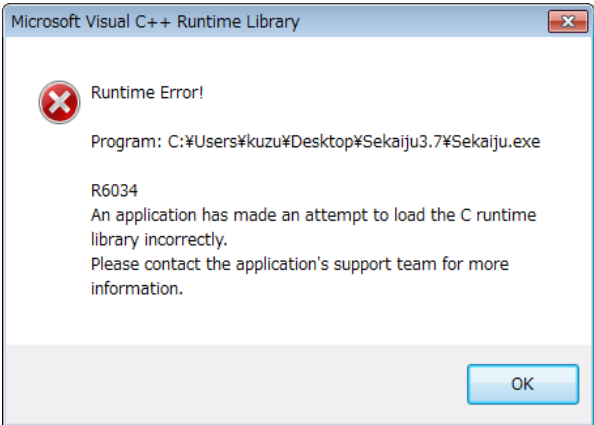 Microsoft Visual C++ Runtime Library
Runtime Error!
Program: C:¥Users¥kuzu¥Desktop¥Sekaiju3.7¥Sekaiju.exe
R6034
An application has made an attempt to load the C runtime
library incorrectly.
Please contact the application's support team for more
information.
OK